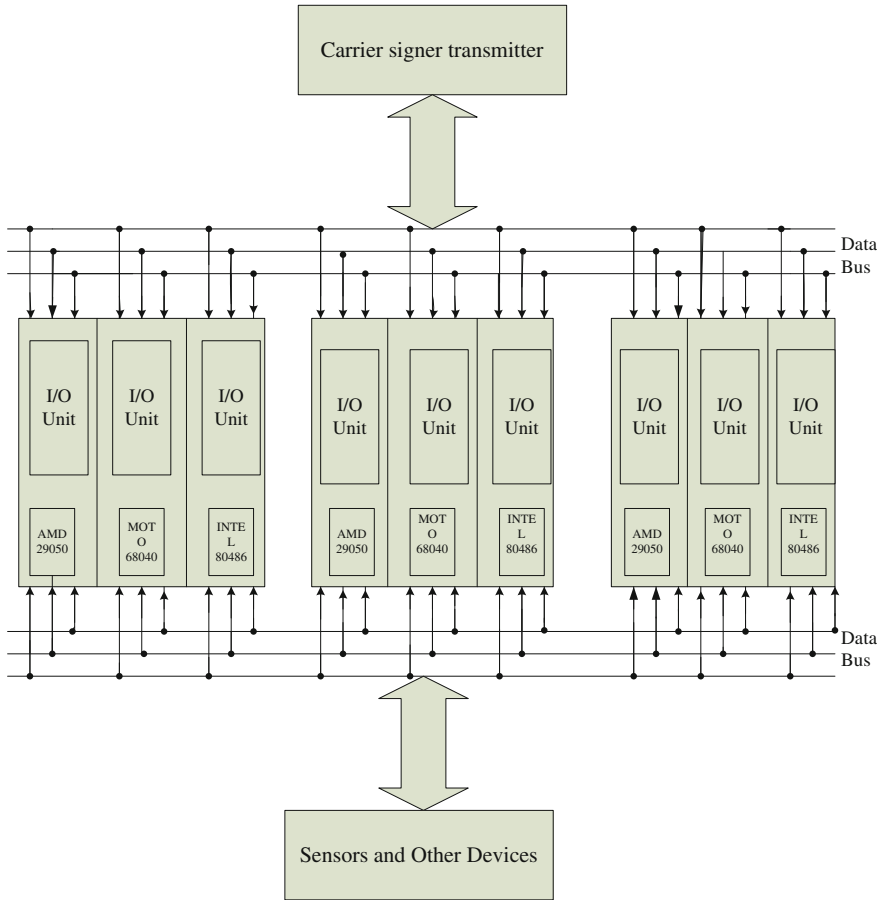 Carrier signer transmitter
Data
Bus
I/O
Unit
I/O
Unit
I/O
Unit
I/O
Unit
I/O
Unit
I/O
Unit
I/O
Unit
I/O
Unit
I/O
Unit
AMD
29050
MOT
O
68040
INTE
L
80486
AMD
29050
MOT
O
68040
INTE
L
80486
AMD
29050
MOT
O
68040
INTE
L
80486
Data
Bus
Sensors and Other Devices